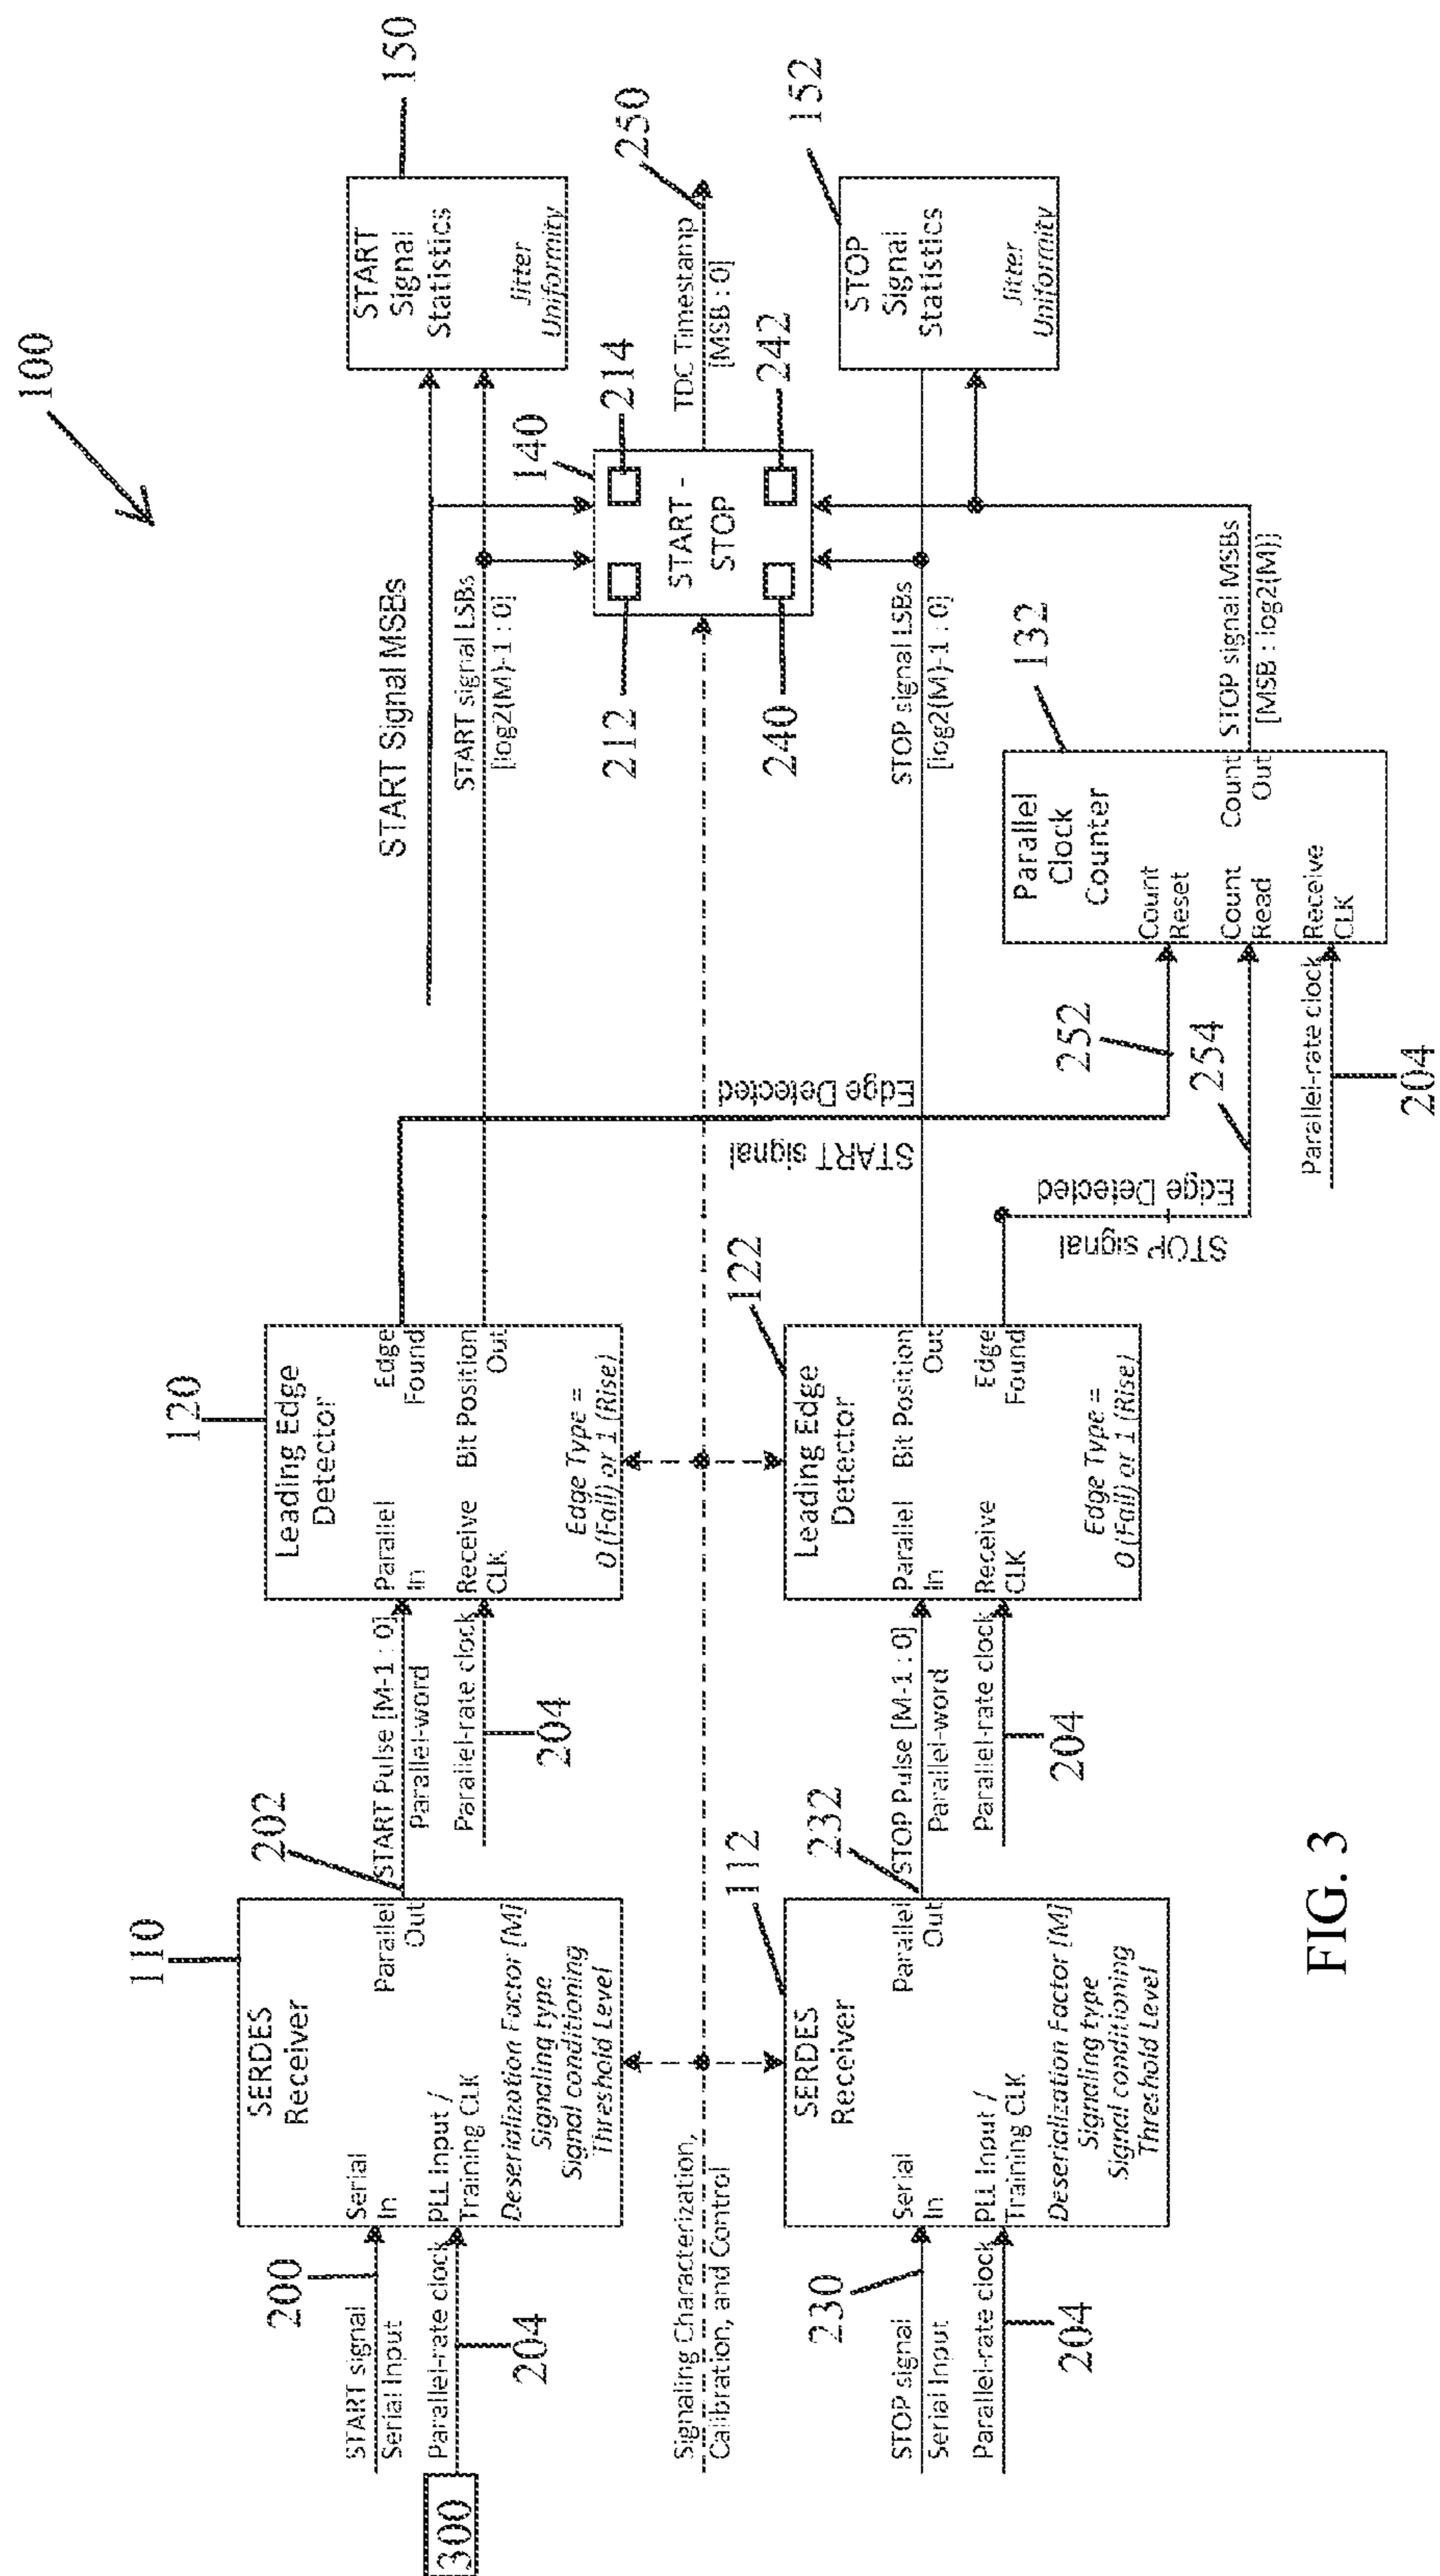 100
300
START signal
Serial Input
200
Parallel-rate clock
204
110
SERDES
Receiver
Serial
In
Parallel
Out
PLL Input /
Training CLK
Deserialization Factor [M]
Signaling type
Signal conditioning
Threshold Level
202
START Pulse [M-1 : 0]
Parallel-word
Parallel-rate clock
204
120
Leading Edge
Detector
Parallel
In
Edge
Found
Receive
CLK
Bit Position
Out
Edge Type =
0 (Fall) or 1 (Rise)
START Signal MSBs
START signal LSBs
[log2(M)-1 : 0]
150
START
Signal
Statistics
Jitter
Uniformity
Signaling Characterization,
Calibration, and Control
START signal
Edge Detected
212
140
214
START -
STOP
240
242
TDC Timestamp
[MSB : 0]
250
STOP signal
Serial Input
230
Parallel-rate clock
204
112
SERDES
Receiver
Serial
In
Parallel
Out
PLL Input /
Training CLK
Deserialization Factor [M]
Signaling type
Signal conditioning
Threshold Level
232
STOP Pulse [M-1 : 0]
Parallel-word
Parallel-rate clock
204
122
Leading Edge
Detector
Parallel
In
Bit Position
Out
Receive
CLK
Edge
Found
Edge Type =
0 (Fall) or 1 (Rise)
STOP signal LSBs
[log2(M)-1 : 0]
152
STOP
Signal
Statistics
Jitter
Uniformity
STOP signal
Edge Detected
252
254
Parallel-rate clock
204
132
Parallel
Clock
Counter
Count
Reset
Count
Read
Count
Out
Receive
CLK
STOP signal MSBs
[MSB : log2(M)]
FIG. 3